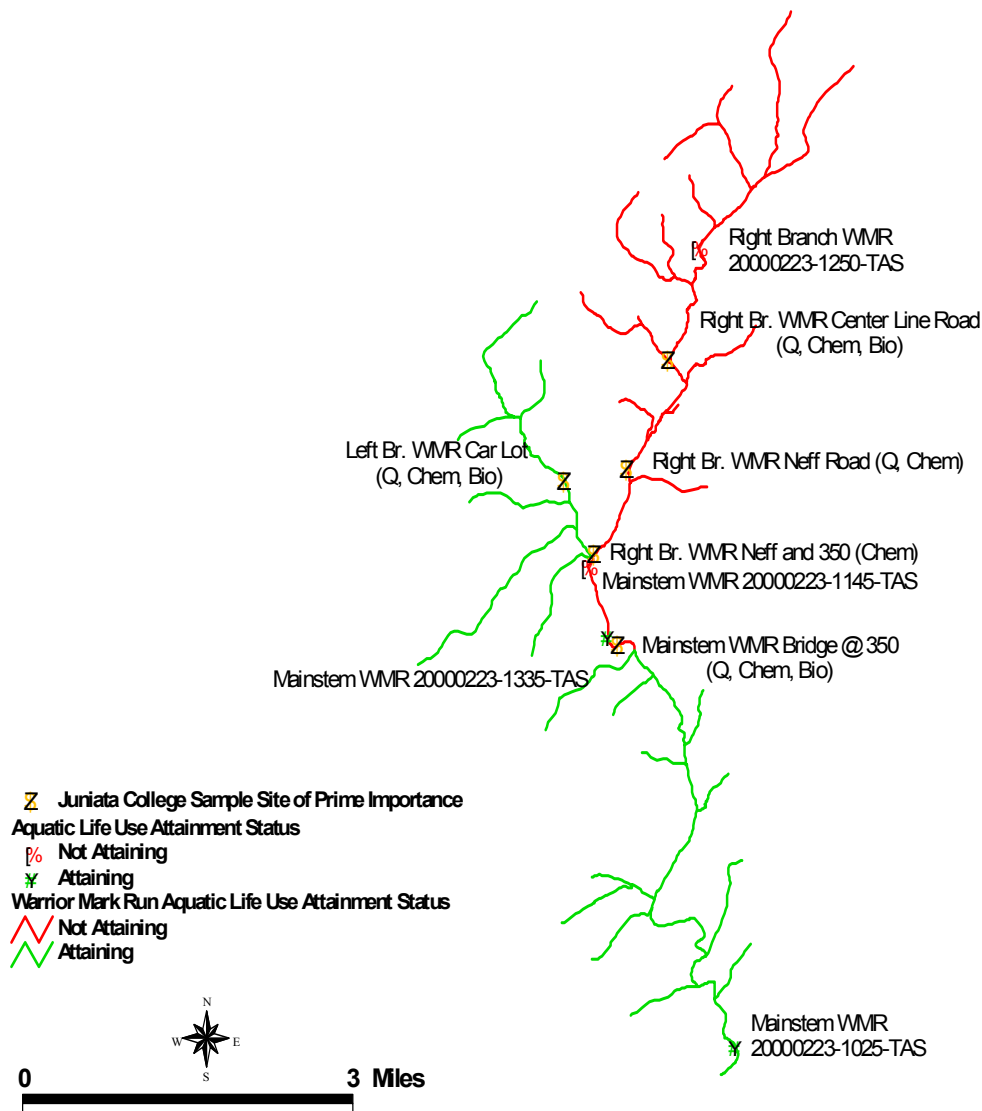 Right Branch WMR
20000223-1250-TAS
Right Br. WMR Center Line Road
(Q, Chem, Bio)
Left Br. WMR Car Lot
(Q, Chem, Bio)
Right Br. WMR Neff Road (Q, Chem)
Right Br. WMR Neff and 350 (Chem)
Mainstem WMR 20000223-1145-TAS
Mainstem WMR Bridge @ 350
(Q, Chem, Bio)
Mainstem WMR 20000223-1335-TAS
Juniata College Sample Site of Prime Importance
Aquatic Life Use Attainment Status
Not Attaining
Attaining
Warrior Mark Run Aquatic Life Use Attainment Status
Not Attaining
Attaining
N
W E
S
Mainstem WMR
20000223-1025-TAS
0 3 Miles